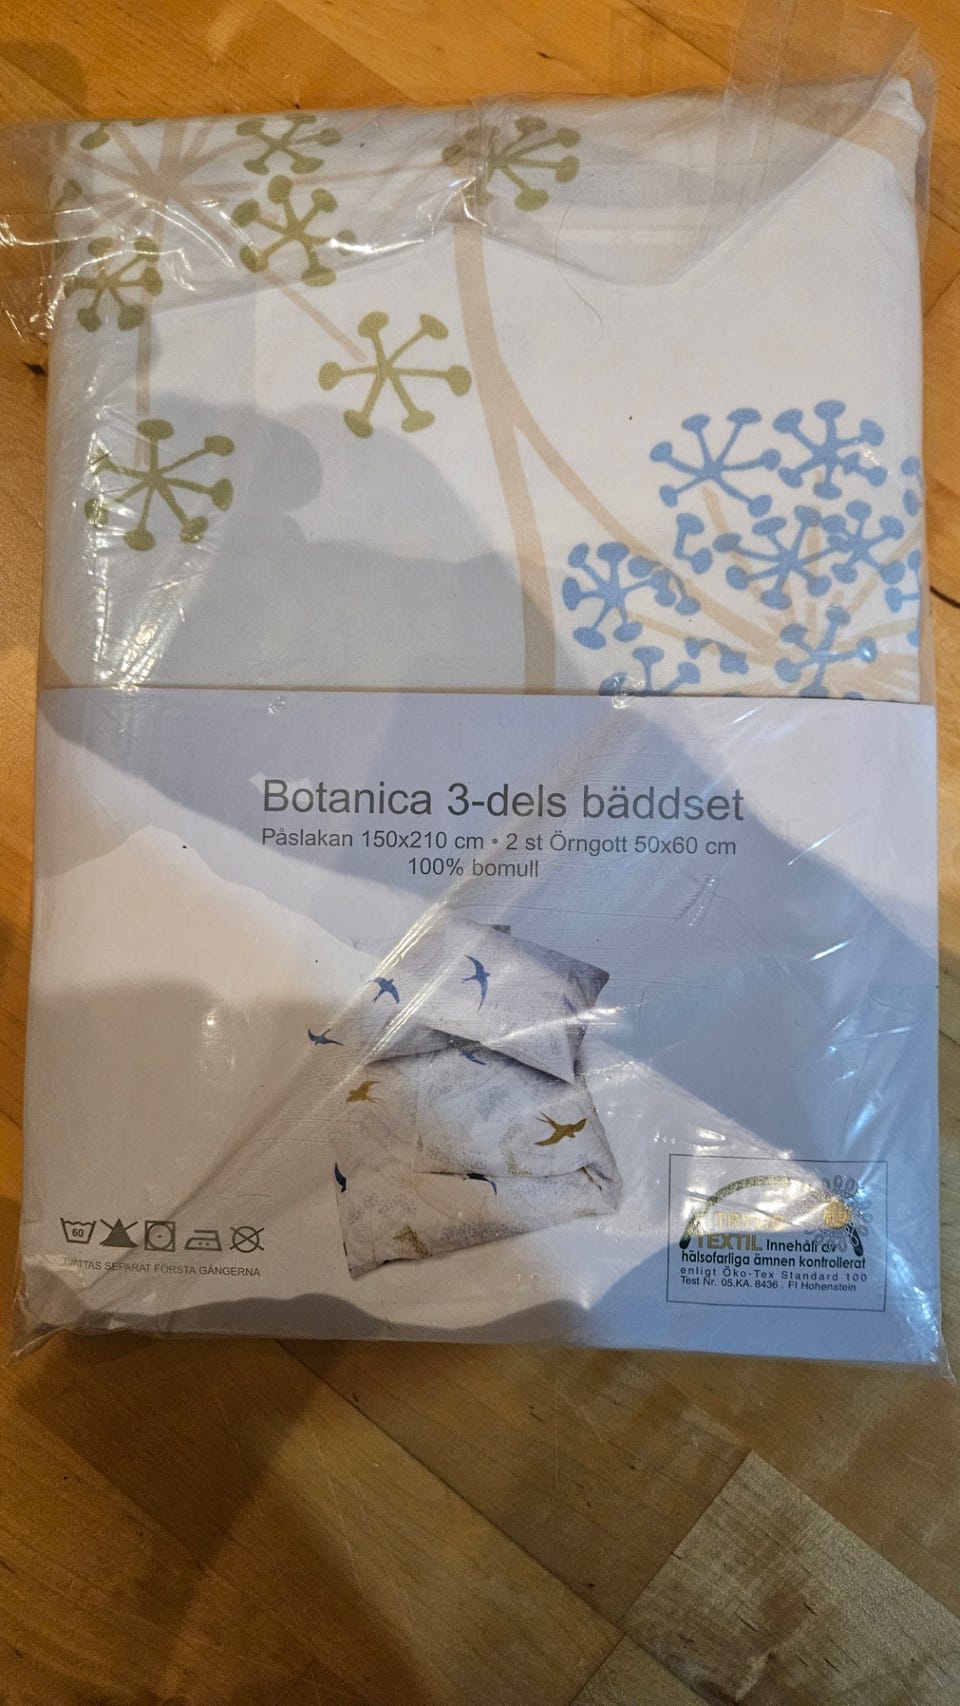 Botanica 3-dels bäddset
Påslakan 150x210 cm • 2 st Örngott 50x60 cm
100% bomull
60
TVÄTTAS SEPARAT FÖRSTA GÅNGERNA
TEXTIL Innehåll av
hälsofarliga ämnen kontrollerat
enligt Öko-Tex Standard 100
Test Nr. 05.KA. 8436 . FI Hohenstein